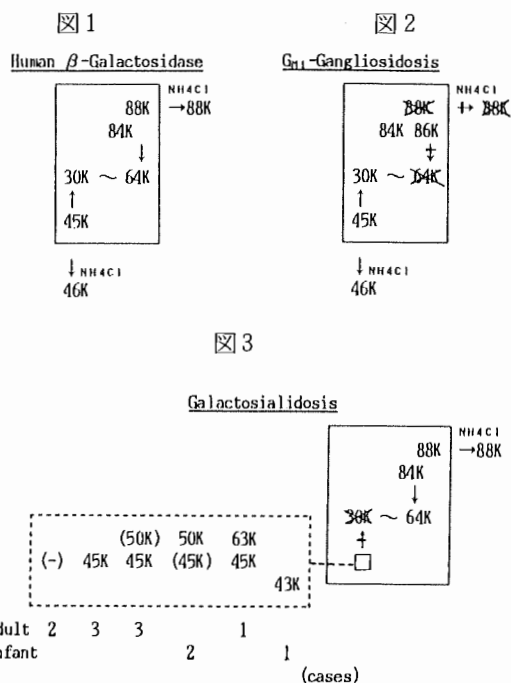 図1
Human β-Galactosidase
NH4Cl
88K →88K
84K
↓
30K ~ 64K
↑
45K
↓NH4Cl
46K
図2
GM1-Gangliosidosis
NH4Cl
88K 88K
84K 86K
30K ~ 64K
↑
45K
↓NH4Cl
46K
図3
Galactosialidosis
NH4Cl
88K →88K
84K
↓
30K ~ 64K
(50K) 50K 63K
(-) 45K 45K (45K) 45K
43K
dult 2 3 3 1
nfant 2 1
(cases)